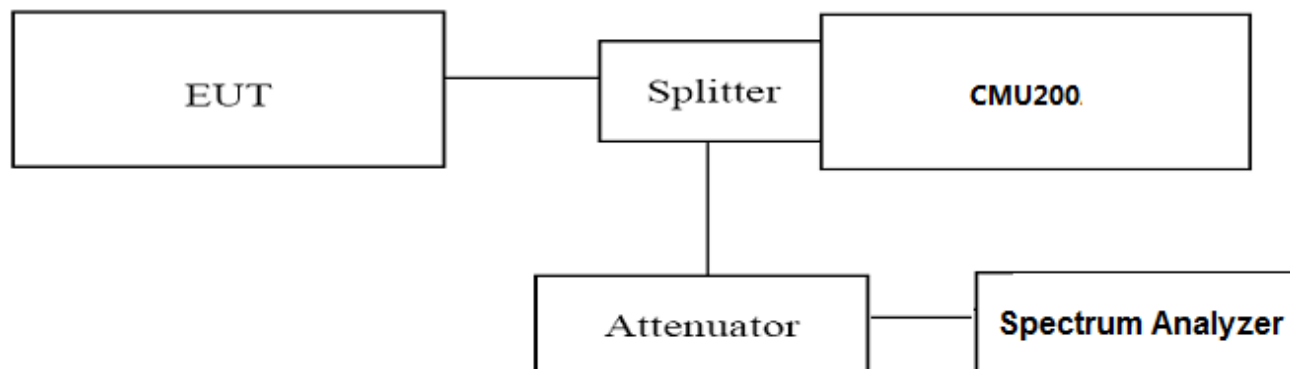 EUT
Splitter
CMU200.
Attenuator
Spectrum Analyzer